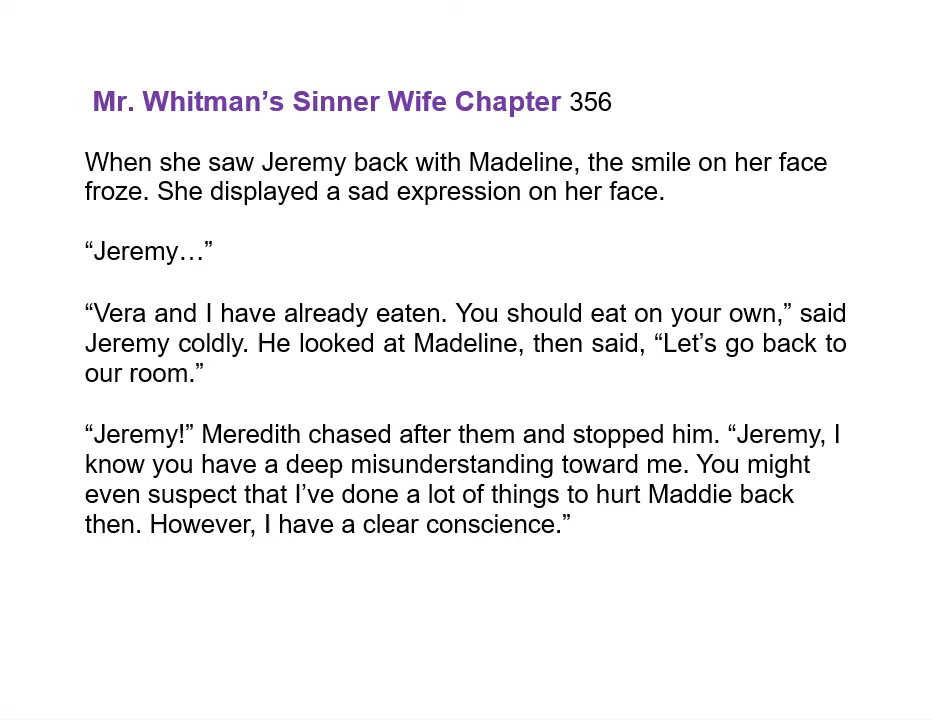 Mr. Whitman’s Sinner Wife Chapter 356
When she saw Jeremy back with Madeline, the smile on her face
froze. She displayed a sad expression on her face.
“Jeremy…”
“Vera and I have already eaten. You should eat on your own,” said
Jeremy coldly. He looked at Madeline, then said, “Let’s go back to
our room.”
“Jeremy!” Meredith chased after them and stopped him. “Jeremy, I
know you have a deep misunderstanding toward me. You might
even suspect that I’ve done a lot of things to hurt Maddie back
then. However, I have a clear conscience.”